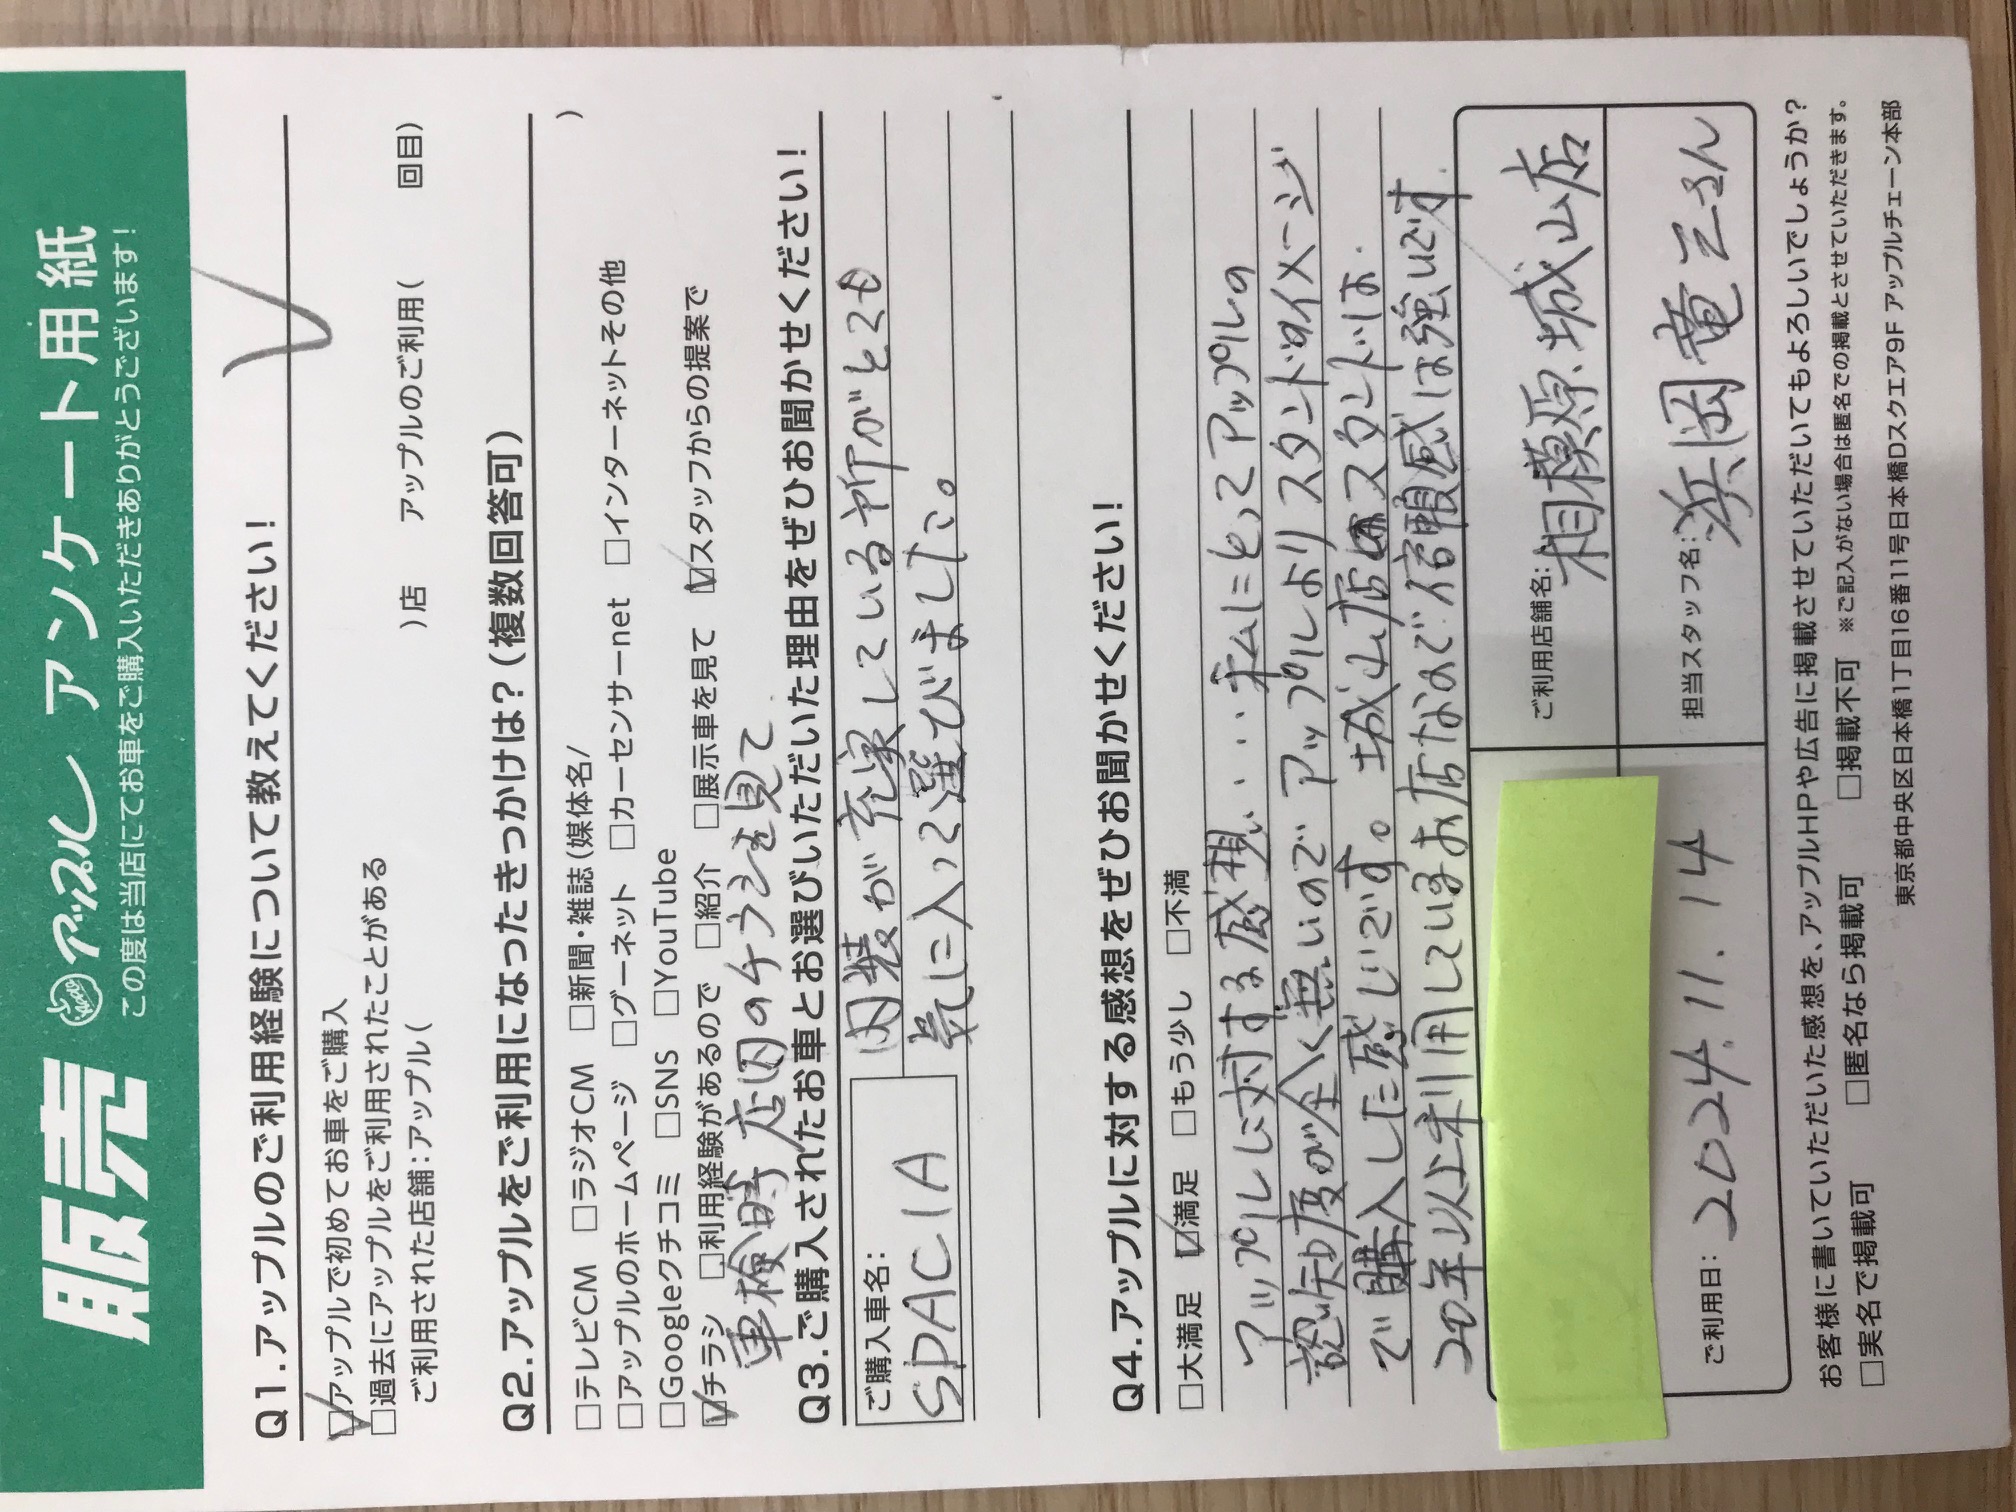 販売 アップル アンケート用紙
この度は当店にてお車をご購入いただきありがとうございます!
Q1.アップルのご利用経験について教えてください!
☑アップルで初めてお車をご購入
□過去にアップルをご利用されたことがある
ご利用された店舗:アップル( )店 アップルのご利用( 回目)
Q2.アップルをご利用になったきっかけは?(複数回答可)
□テレビCM □ラジオCM □新聞・雑誌(媒体名/ )
□アップルのホームページ □グーネット □カーセンサーnet □インターネットその他
□Googleクチコミ □SNS □YouTube
☑チラシ □利用経験があるので □紹介 □展示車を見て ☑スタッフからの提案で
車検時店内のチラシを見て
Q3.ご購入されたお車とお選びいただいた理由をぜひお聞かせください!
ご購入車名:
SPACIA
内装が充実している所がとても
気に入って選びました。
Q4.アップルに対する感想をぜひお聞かせください!
□大満足 ☑満足 □もう少し □不満
アップルに対する感想…私にとってアップルの
認知度が全く無いのでアップルよりスタンドのイメージ
で購入した感じです。城山店のスタンドは、
20年以上利用しているお店なので信頼感は強いです。
ご利用店舗名:
相模原城山店
ご利用日:
2024.11.14
担当スタッフ名:
浜岡竜 さん
お客様に書いていただいた感想を、アップルHPや広告に掲載させていただいてもよろしいでしょうか?
□実名で掲載可 □匿名なら掲載可 □掲載不可 ※ご記入がない場合は匿名での掲載とさせていただきます。
東京都中央区日本橋1丁目16番11号日本橋Dスクエア9F アップルチェーン本部